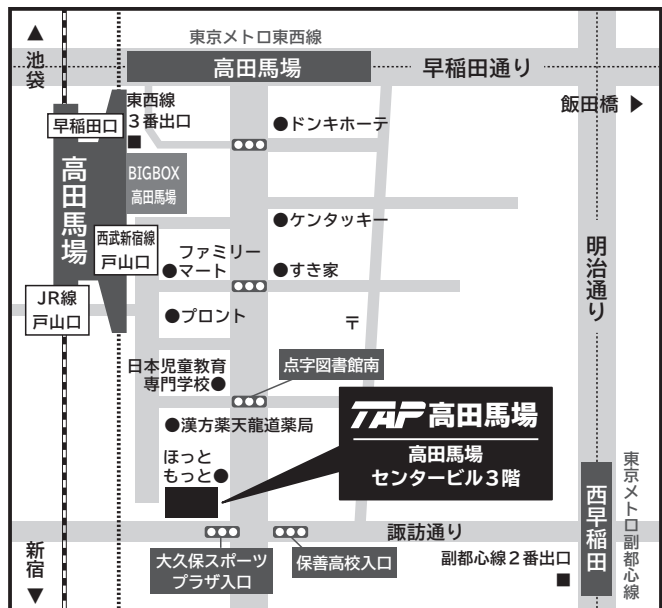 東京メトロ東西線
▲
池袋
高田馬場
早稲田通り
飯田橋 ▶
東西線
3番出口
■
早稲田口
●ドンキホーテ
高田馬場
BIGBOX
高田馬場
●ケンタッキー
西武新宿線
戸山口
ファミリー
●マート
●すき家
明治通り
JR線
戸山口
●プロント
〒
日本児童教育
専門学校●
点字図書館南
TAP高田馬場
高田馬場
センタービル3階
●漢方薬天龍道薬局
ほっと
もっと●
西早稲田
東京メトロ副都心線
諏訪通り
新宿
▼
大久保スポーツ
プラザ入口
保善高校入口
副都心線2番出口
■